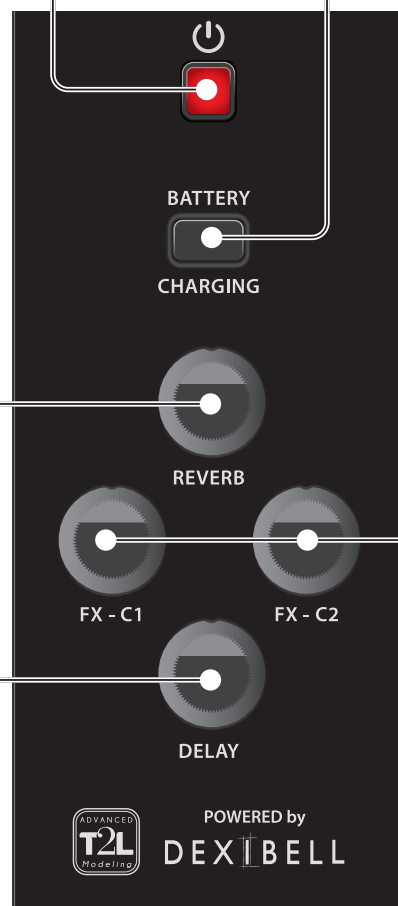 BATTERY
CHARGING
REVERB
FX - C1
FX - C2
DELAY
ADVANCED
T2L
Modeling
POWERED by
DEXIBELL